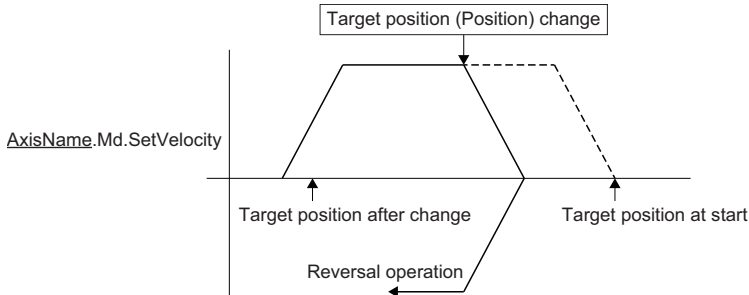 Target position (Position) change
AxisName.Md.SetVelocity
Target position after change
Target position at start
Reversal operation